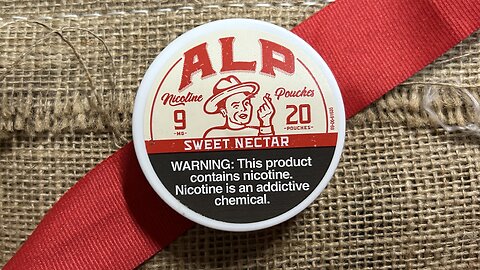 ALP
Nicotine Pouches
9 20
-MG- -POUCHES-
SWEET NECTAR
WARNING: This product
contains nicotine.
Nicotine is an addictive
chemical.